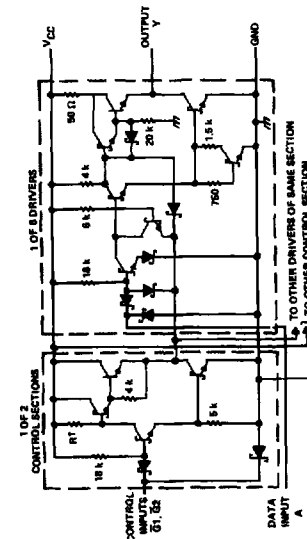 1 OF 2
CONTROL SECTIONS
1 OF 8 DRIVERS
VCC
18 k
RT
4 k
5 k
18 k
6 k
4 k
50 Ω
20 k
750
1.5 k
OUTPUT
Y
GND
CONTROL
INPUTS
G1, G2
DATA
INPUT
A
TO OTHER DRIVERS OF SAME SECTION
TO OTHER CONTROL SECTION